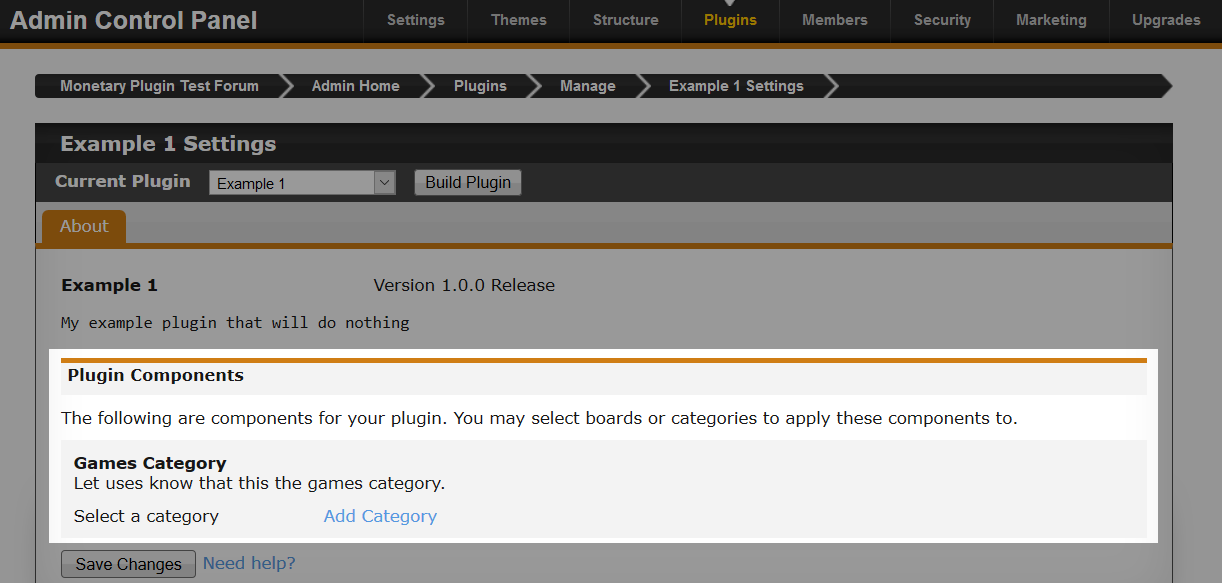 Admin Control Panel Settings Themes Structure Plugins Members Security Marketing Upgrades
Monetary Plugin Test Forum Admin Home Plugins Manage Example 1 Settings
Example 1 Settings
Current Plugin Example 1 Build Plugin
About
Example 1 Version 1.0.0 Release
My example plugin that will do nothing
Plugin Components
The following are components for your plugin. You may select boards or categories to apply these components to.
Games Category
Let uses know that this the games category.
Select a category Add Category
Save Changes Need help?